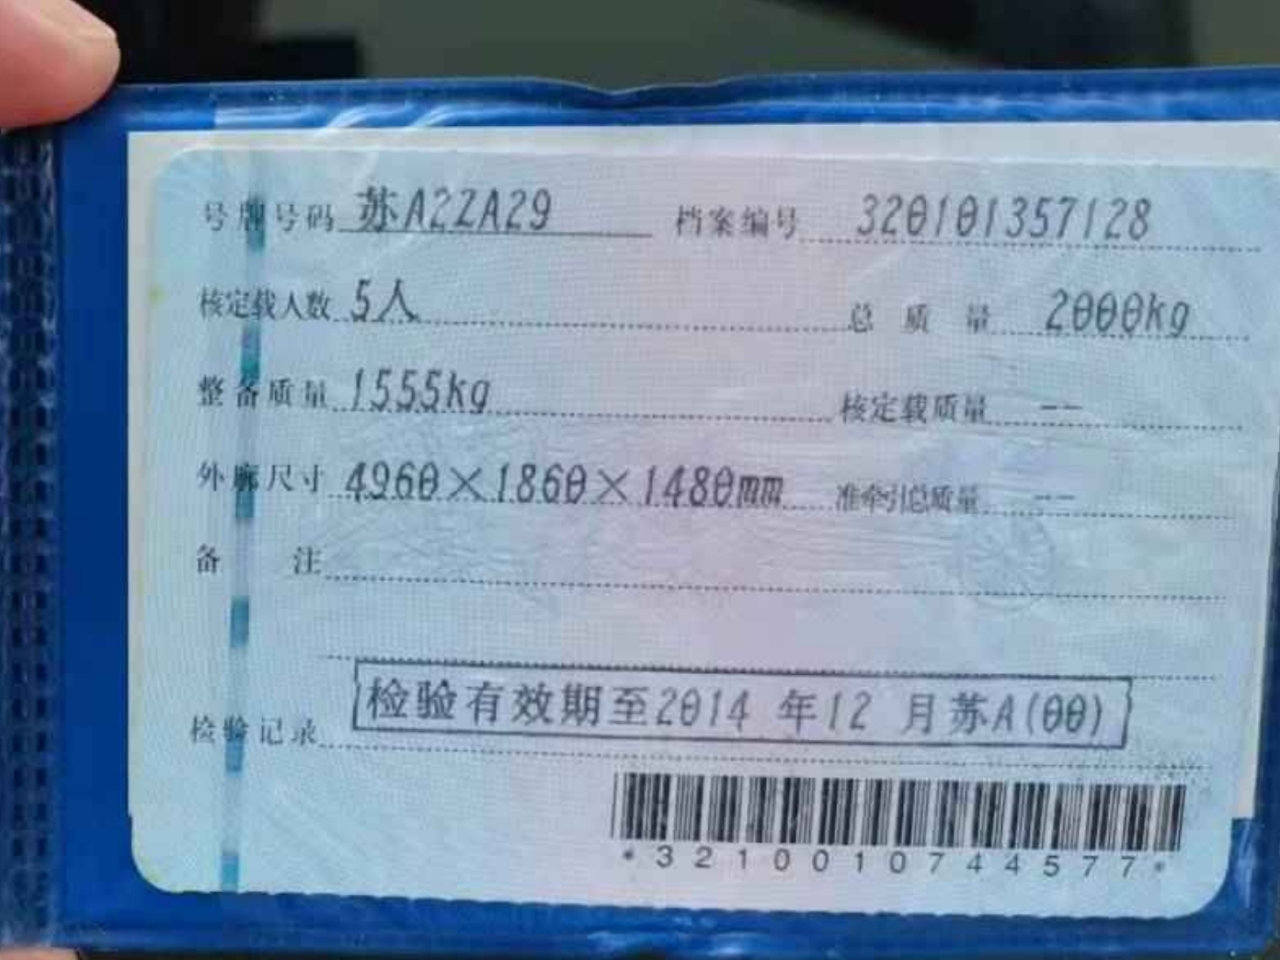 号牌号码 苏A2ZA29 档案编号 320101357128
核定载人数 5人 总质量 2000kg
整备质量 1555kg 核定载质量 --
外廓尺寸 4960×1860×1480mm 准牵引总质量 --
备注
检验记录 检验有效期至2014年12月苏A(00)
*3210010744577*